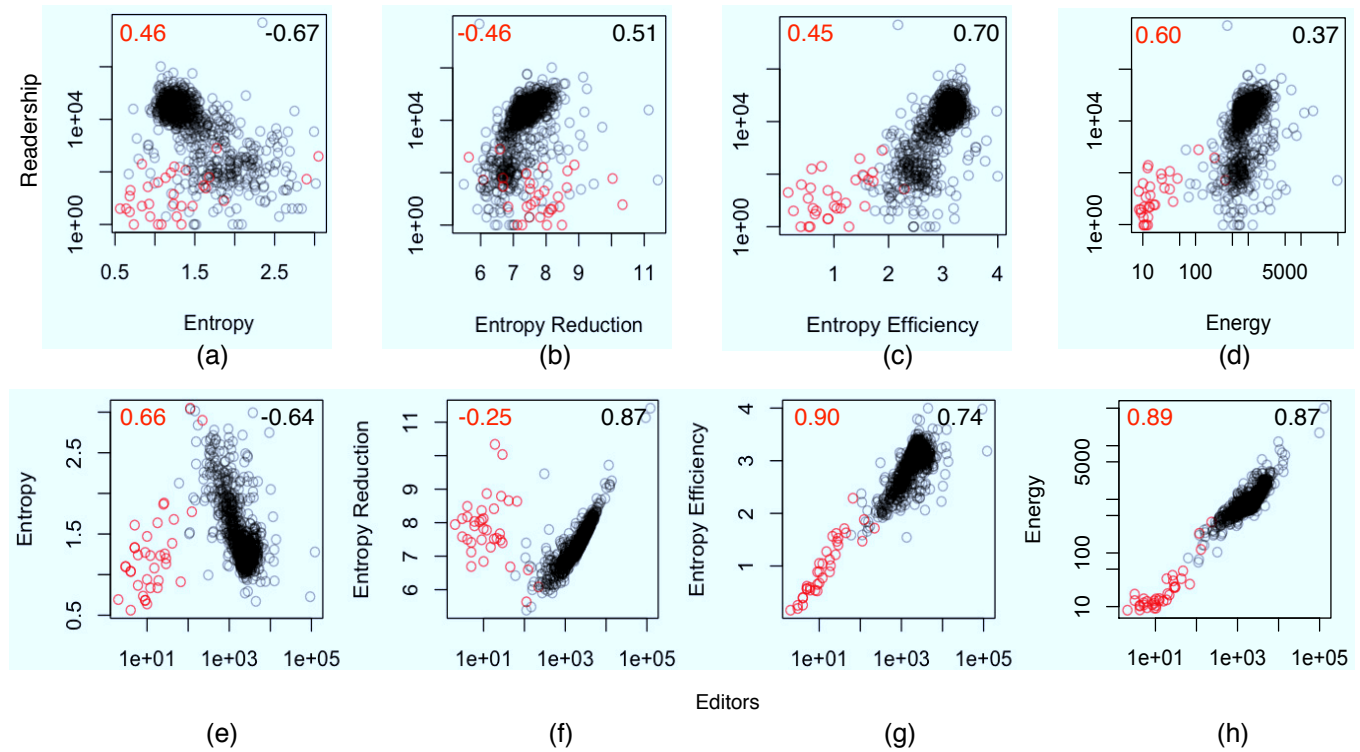 0.46 -0.67
-0.46 0.51
0.45 0.70
0.60 0.37
Readership
1e+00 1e+04
0.5 1.5 2.5
Entropy
(a)
1e+00 1e+04
6 7 8 9 11
Entropy Reduction
(b)
1e+00 1e+04
1 2 3 4
Entropy Efficiency
(c)
1e+00 1e+04
10 100 5000
Energy
(d)
0.66 -0.64
-0.25 0.87
0.90 0.74
0.89 0.87
Entropy
0.5 1.5 2.5
1e+01 1e+03 1e+05
Entropy Reduction
6 7 8 9 11
1e+01 1e+03 1e+05
Entropy Efficiency
1 2 3 4
1e+01 1e+03 1e+05
Energy
10 100 5000
1e+01 1e+03 1e+05
Editors
(e) (f) (g) (h)